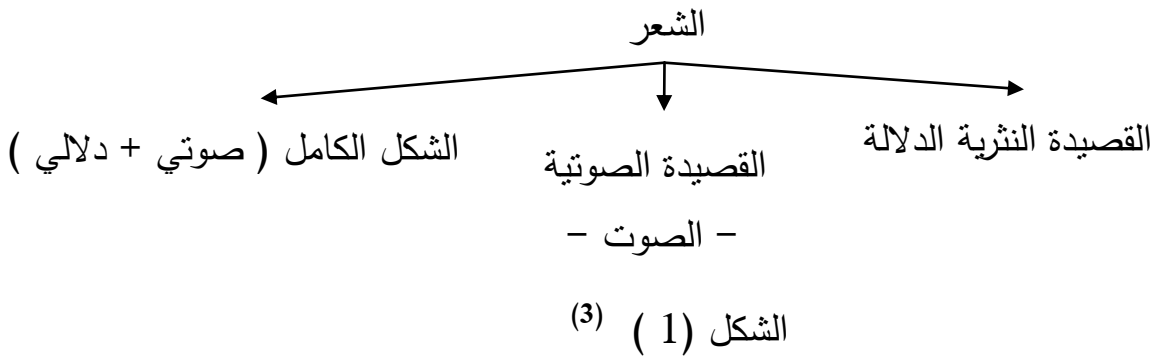 الشعر
القصيدة النثرية الدلالة
القصيدة الصوتية
– الصوت –
الشكل الكامل ( صوتي + دلالي )
الشكل ( 1 ) (3)